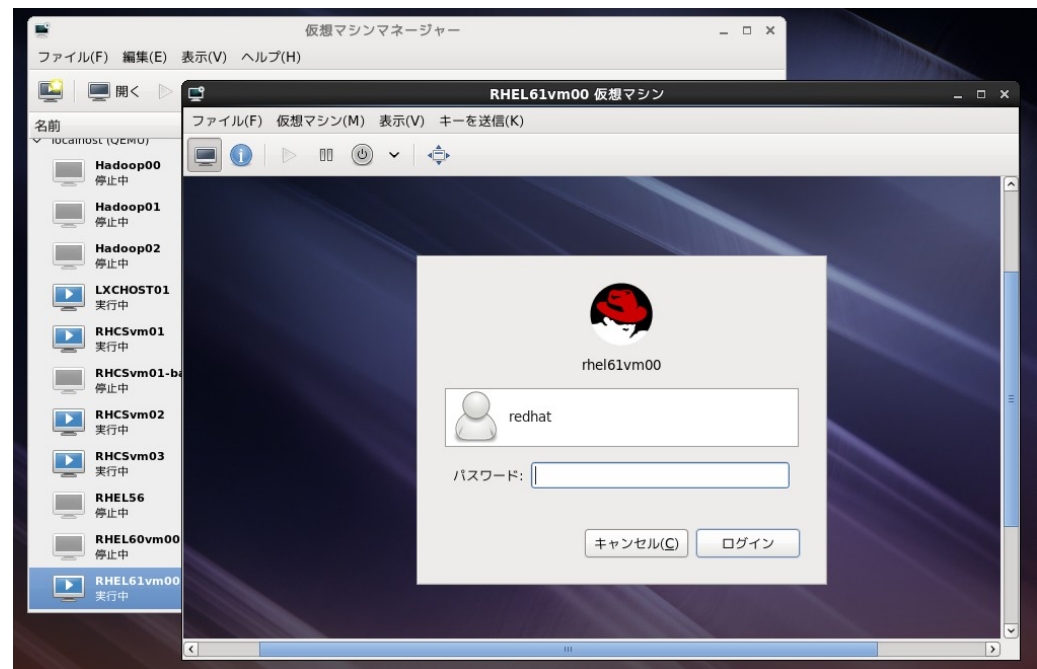 仮想マシンマネージャー
ファイル(F) 編集(E) 表示(V) ヘルプ(H)
開く
名前
localhost (QEMU)
Hadoop00
停止中
Hadoop01
停止中
Hadoop02
停止中
LXCHOST01
実行中
RHCSvm01
実行中
RHCSvm01-ba
停止中
RHCSvm02
実行中
RHCSvm03
実行中
RHEL56
停止中
RHEL60vm00
停止中
RHEL61vm00
実行中
RHEL61vm00 仮想マシン
ファイル(F) 仮想マシン(M) 表示(V) キーを送信(K)
rhel61vm00
redhat
パスワード:
キャンセル(C) ログイン